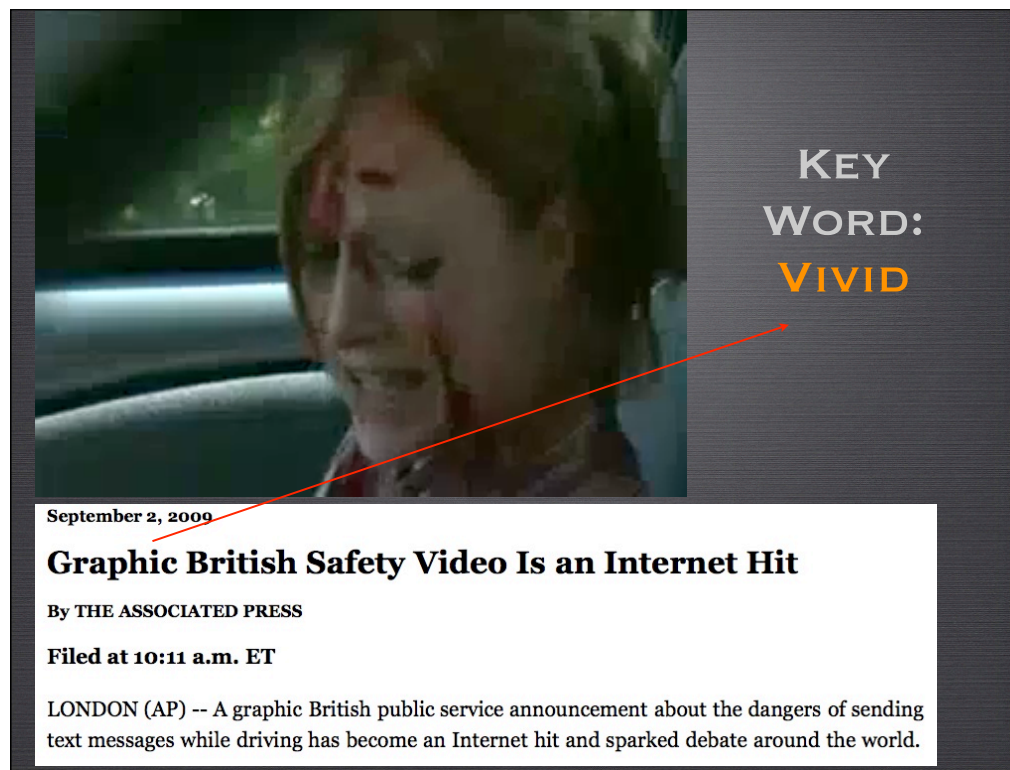 Key
Word:
Vivid
September 2, 2009
Graphic British Safety Video Is an Internet Hit
By THE ASSOCIATED PRESS
Filed at 10:11 a.m. ET
LONDON (AP) -- A graphic British public service announcement about the dangers of sending
text messages while driving has become an Internet hit and sparked debate around the world.